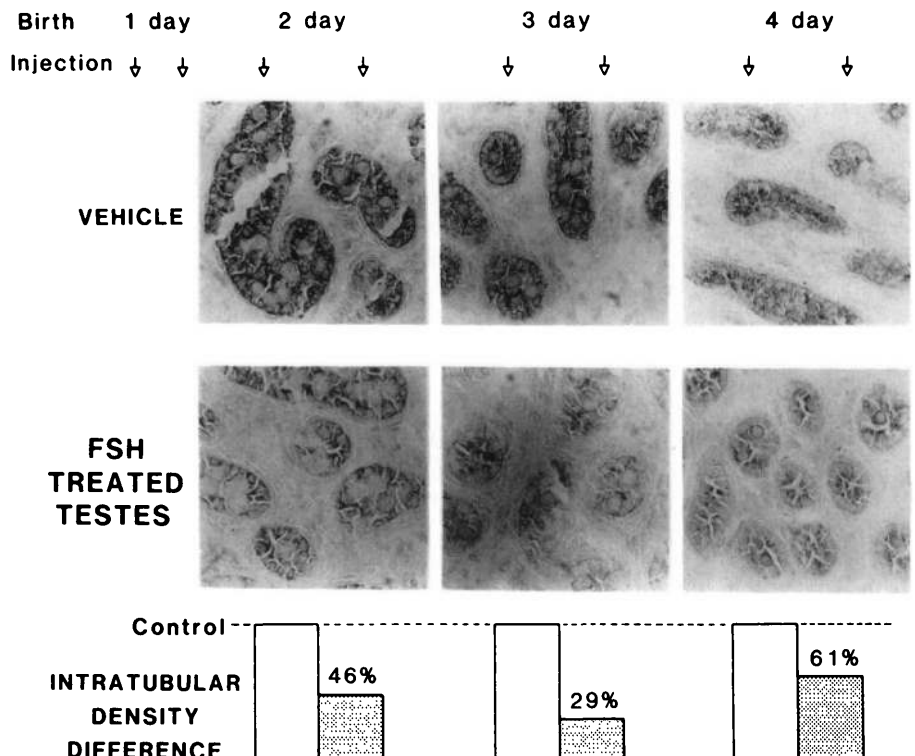 Birth 1 day 2 day 3 day 4 day
Injection
VEHICLE
FSH
TREATED
TESTES
Control
46%
29%
61%
INTRATUBULAR
DENSITY
DIFFERENCE